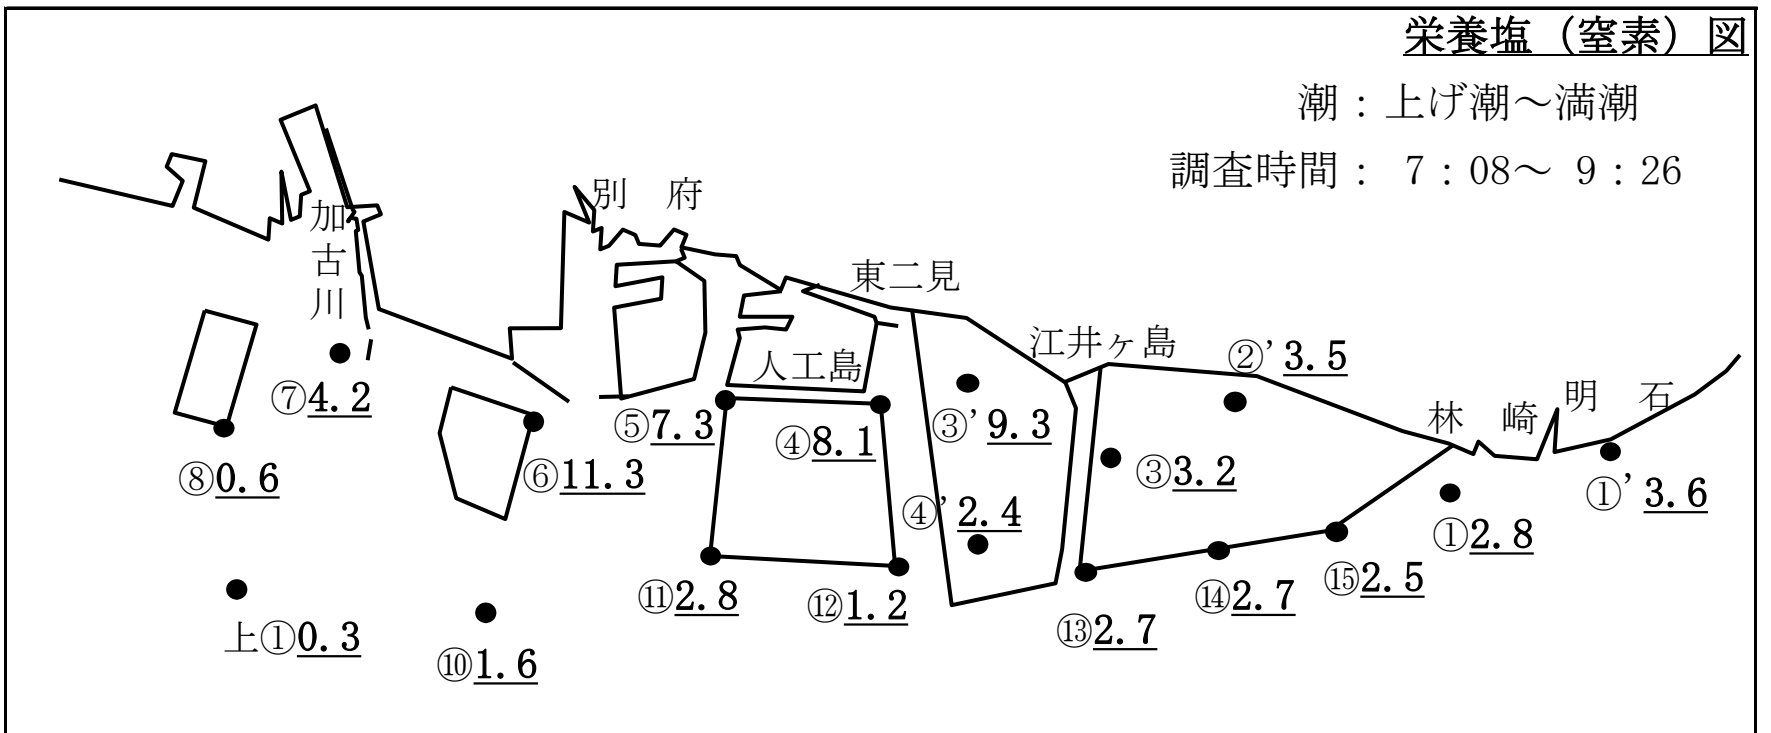 栄養塩（窒素）図
潮：上げ潮～満潮
調査時間： 7：08～ 9：26
別 府
加古川
東二見
江井ヶ島
②’3.5
人工島
林 崎
明 石
⑦4.2
⑤7.3
④8.1
③’9.3
⑧0.6
⑥11.3
③3.2
①’3.6
④’2.4
①2.8
⑪2.8
⑫1.2
⑭2.7
⑮2.5
上①0.3
⑩1.6
⑬2.7